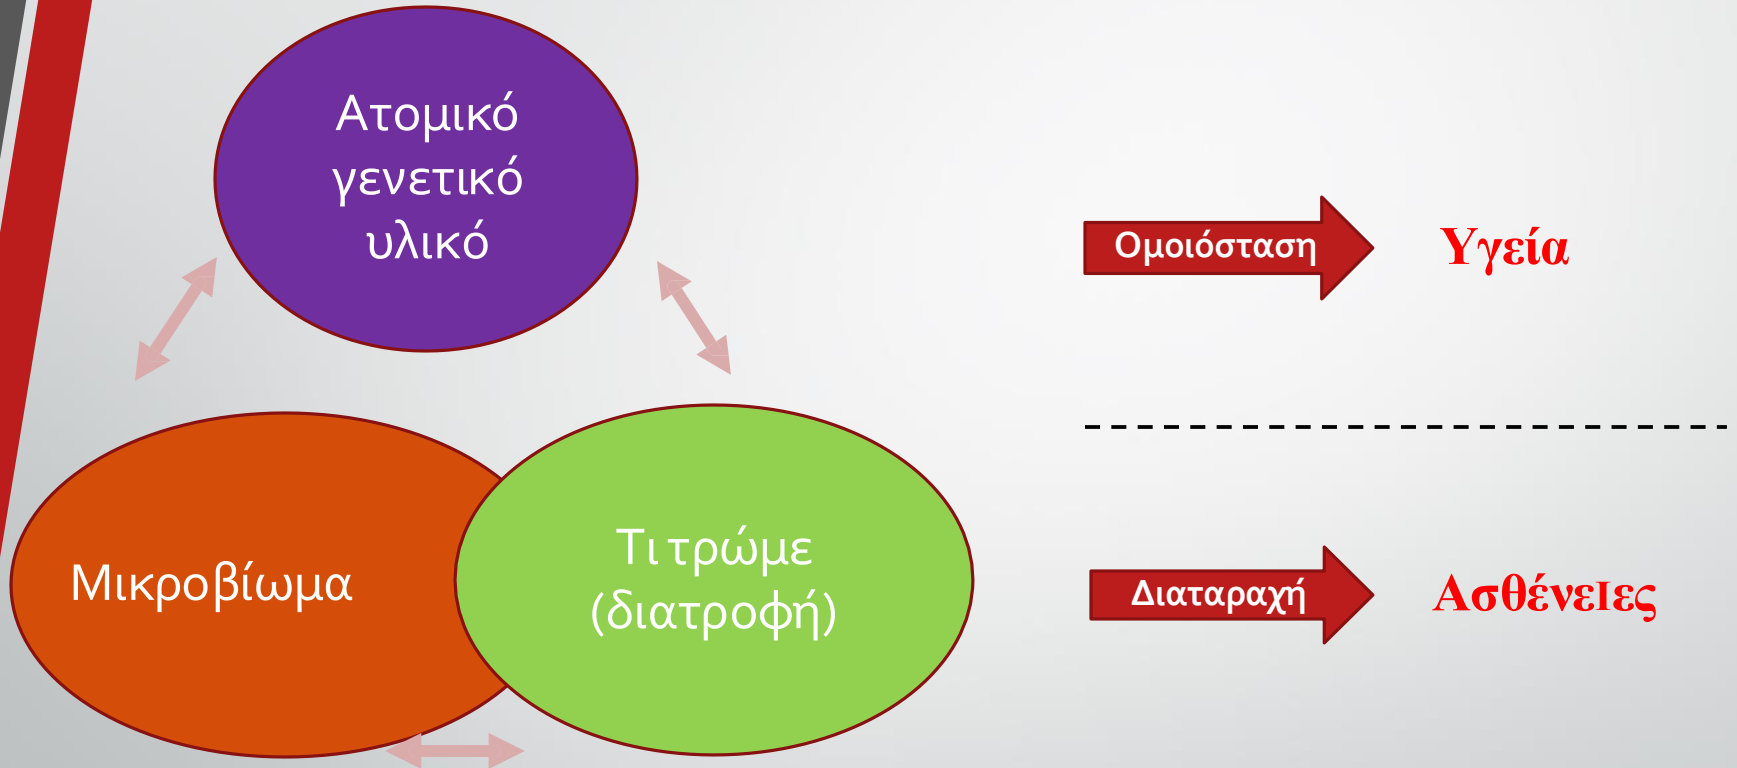 Ατομικό
γενετικό
υλικό
Μικροβίωμα
Τι τρώμε
(διατροφή)
Ομοιόσταση
Υγεία
Διαταραχή
ΑσθένεΙες